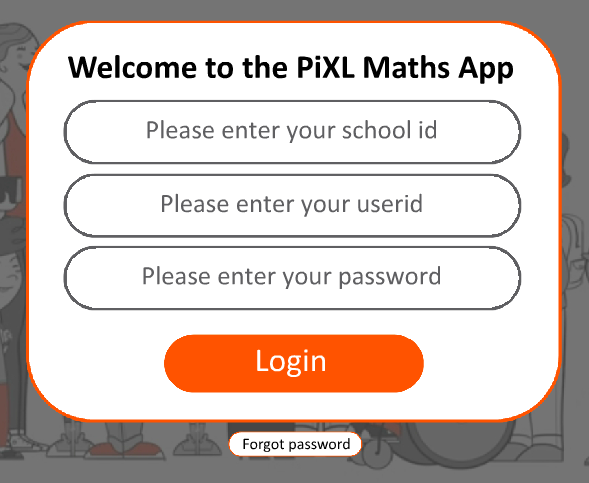 Welcome to the PiXL Maths App
Please enter your school id
Please enter your userid
Please enter your password
Login
Forgot password